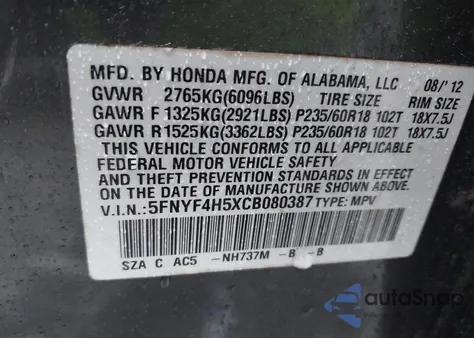 MFD. BY HONDA MFG. OF ALABAMA, LLC 08/'12
GVWR 2765KG(6096LBS) TIRE SIZE RIM SIZE
GAWR F 1325KG(2921LBS) P235/60R18 102T 18X7.5J
GAWR R1525KG(3362LBS) P235/60R18 102T 18X7.5J
THIS VEHICLE CONFORMS TO ALL APPLICABLE
FEDERAL MOTOR VEHICLE SAFETY
AND THEFT PREVENTION STANDARDS IN EFFECT
ON THE DATE OF MANUFACTURE SHOWN ABOVE.
V.I.N.:5FNYF4H5XCB080387 TYPE: MPV
SZA C AC5 -NH737M -B -B
autoSnap